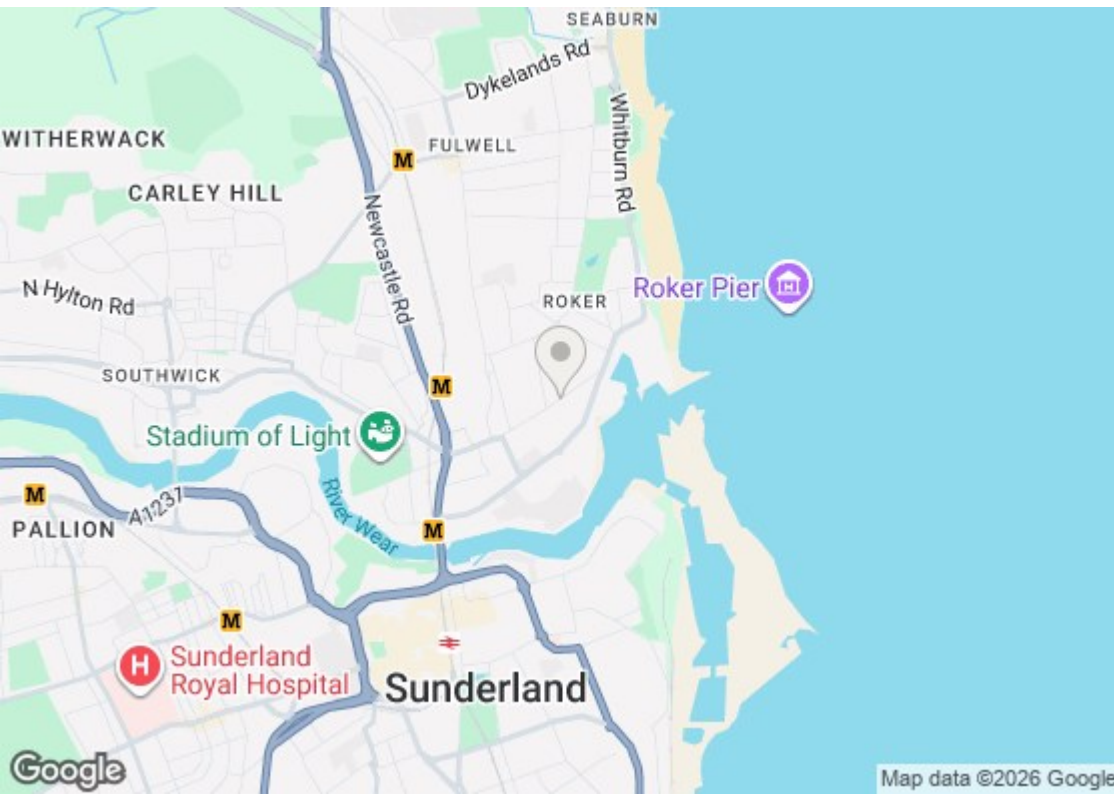 SEABURN
Dykelands Rd
WITHERWACK
FULWELL
M
Whitburn Rd
CARLEY HILL
Newcastle Rd
N Hylton Rd
Roker Pier
ROKER
SOUTHWICK
M
Stadium of Light
M
A1231
River Wear
PALLION
M
M
H
Sunderland
Royal Hospital
Sunderland
Google
Map data ©2026 Google